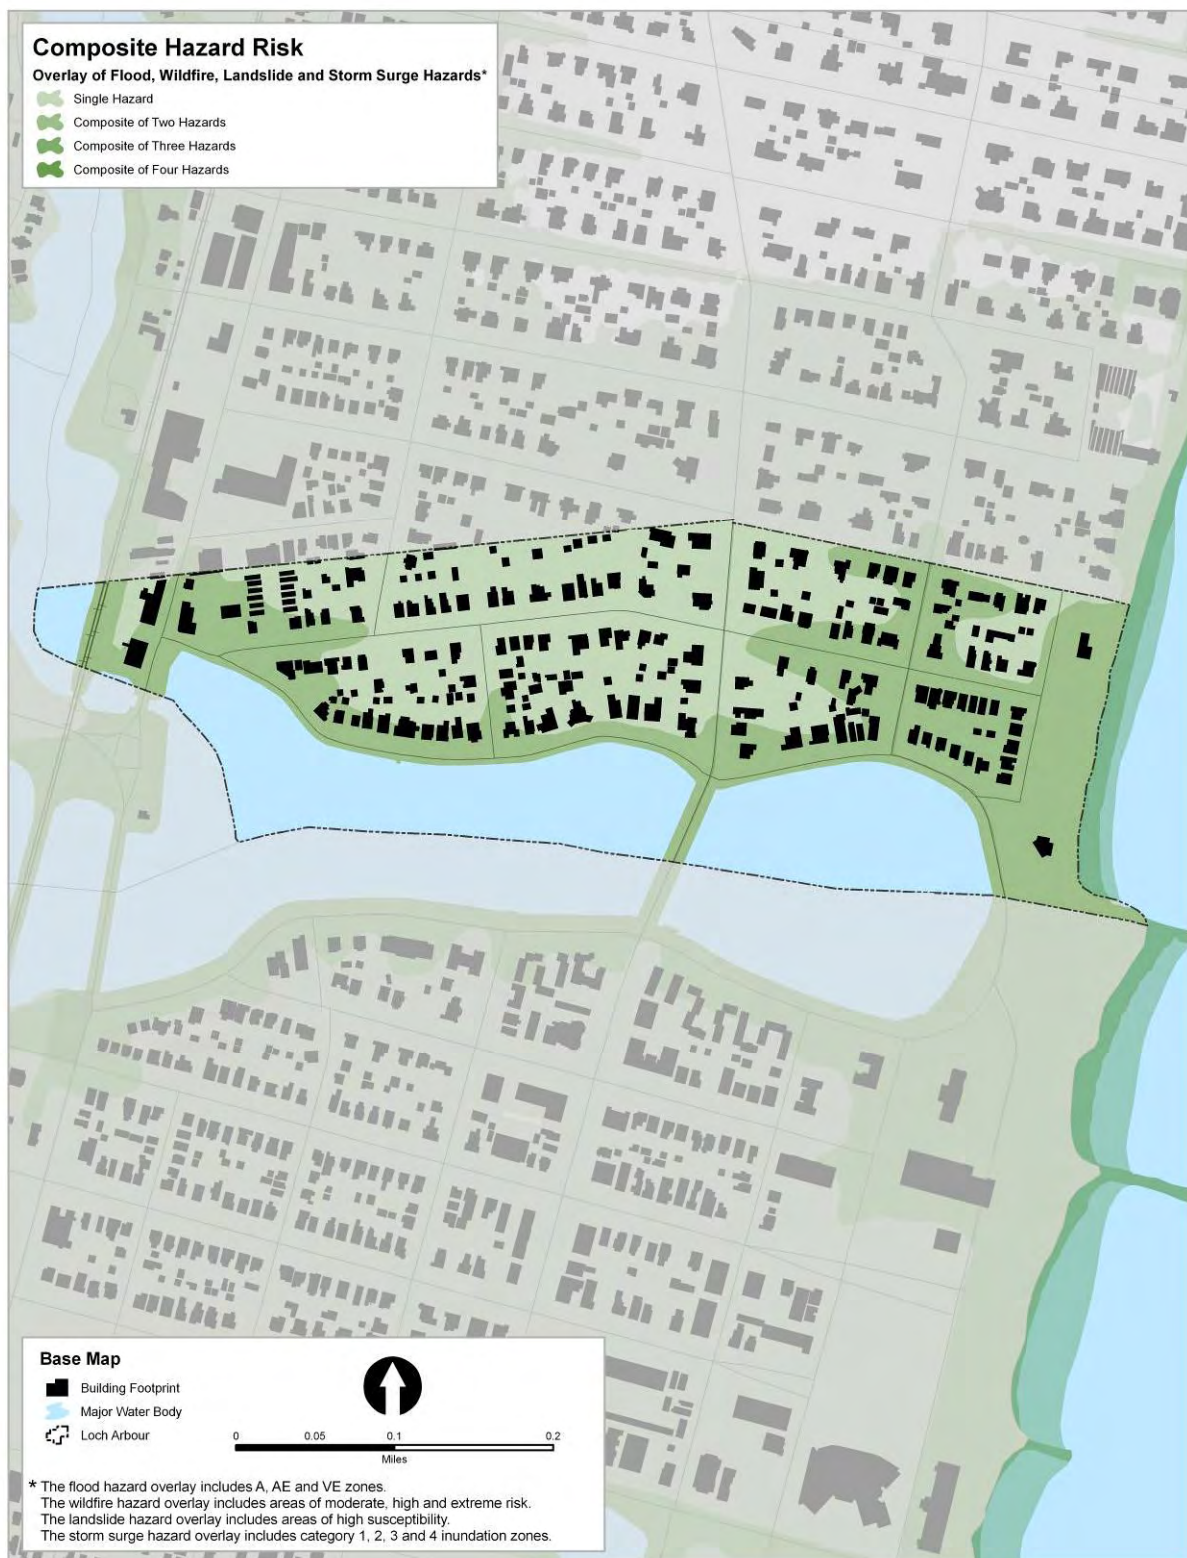 Composite Hazard Risk
Overlay of Flood, Wildfire, Landslide and Storm Surge Hazards*
Single Hazard
Composite of Two Hazards
Composite of Three Hazards
Composite of Four Hazards
Base Map
Building Footprint
Major Water Body
Loch Arbour
0 0.05 0.1 0.2
Miles
* The flood hazard overlay includes A, AE and VE zones.
The wildfire hazard overlay includes areas of moderate, high and extreme risk.
The landslide hazard overlay includes areas of high susceptibility.
The storm surge hazard overlay includes category 1, 2, 3 and 4 inundation zones.